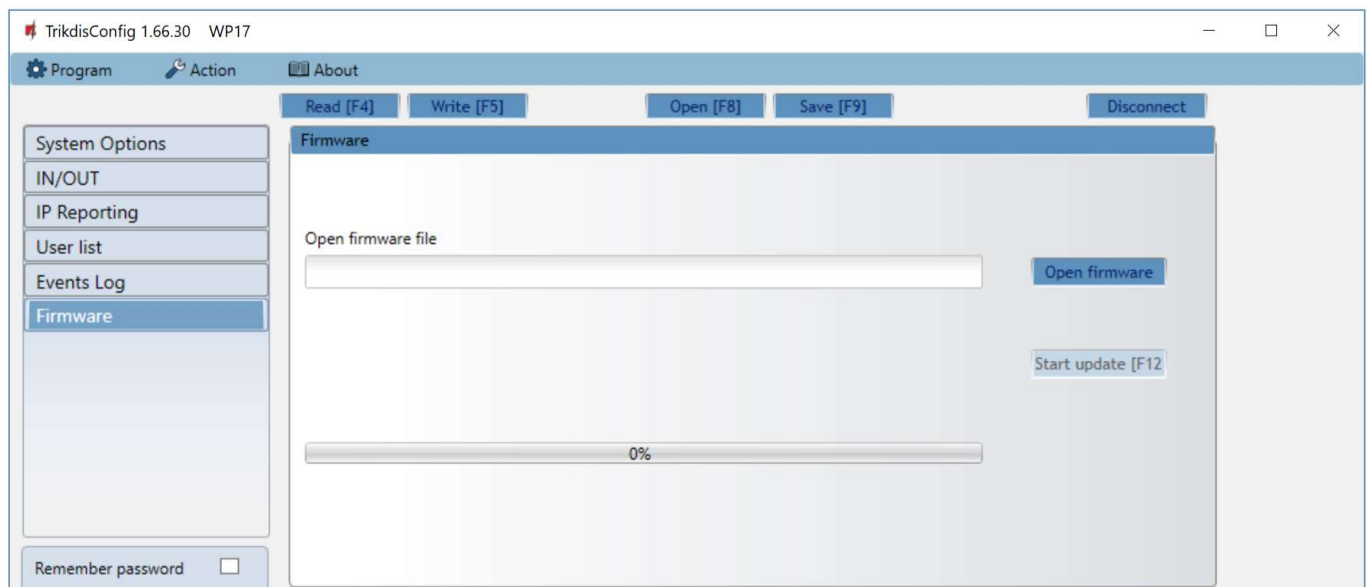 TrikdisConfig 1.66.30 WP17
Program Action About
Read [F4] Write [F5] Open [F8] Save [F9] Disconnect
System Options
IN/OUT
IP Reporting
User list
Events Log
Firmware
Remember password
Firmware
Open firmware file
Open firmware
Start update [F12
0%